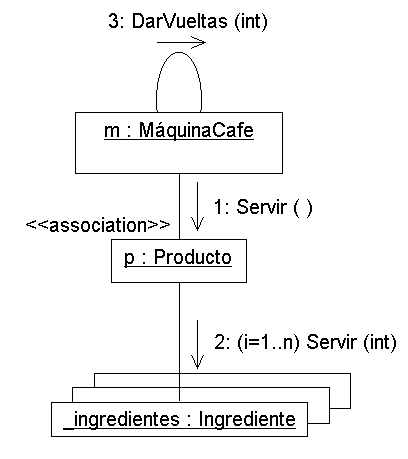 3: DarVueltas (int)
m : MáquinaCafe
1: Servir ( )
<<association>>
p : Producto
2: (i=1..n) Servir (int)
_ingredientes : Ingrediente